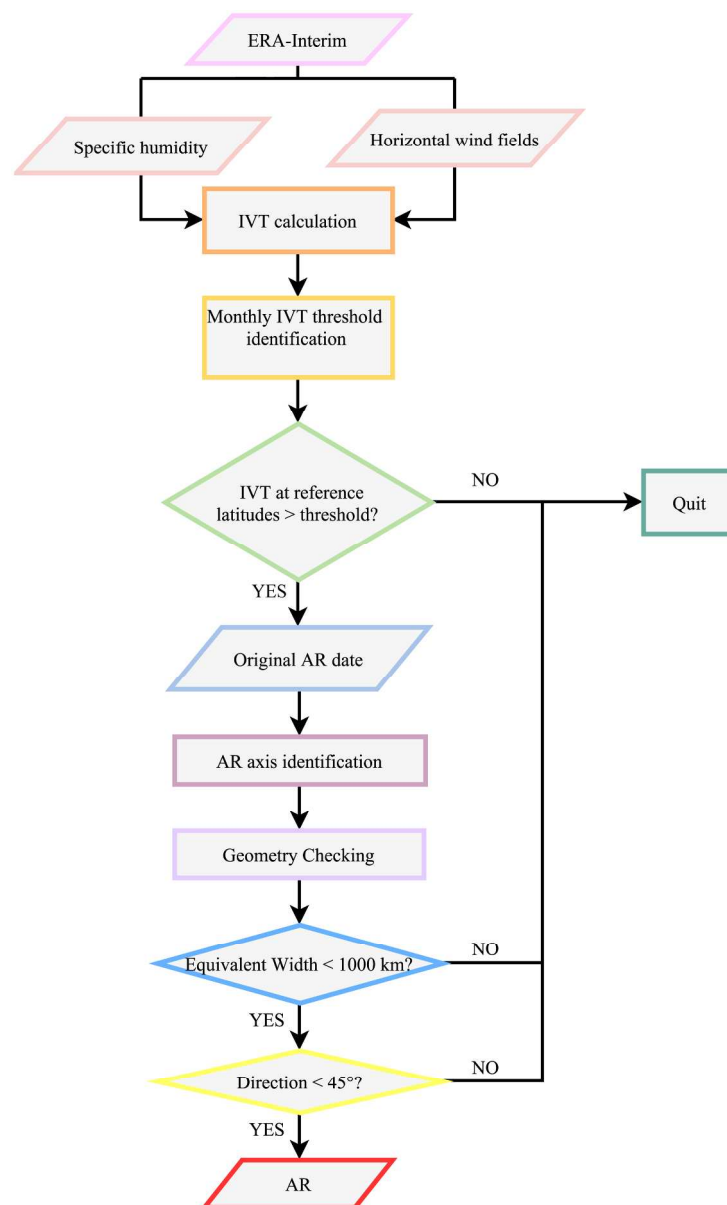 ERA-Interim
Specific humidity
Horizontal wind fields
IVT calculation
Monthly IVT threshold
identification
IVT at reference
latitudes > threshold?
NO
Quit
YES
Original AR date
AR axis identification
Geometry Checking
Equivalent Width < 1000 km?
NO
YES
Direction < 45°?
NO
YES
AR